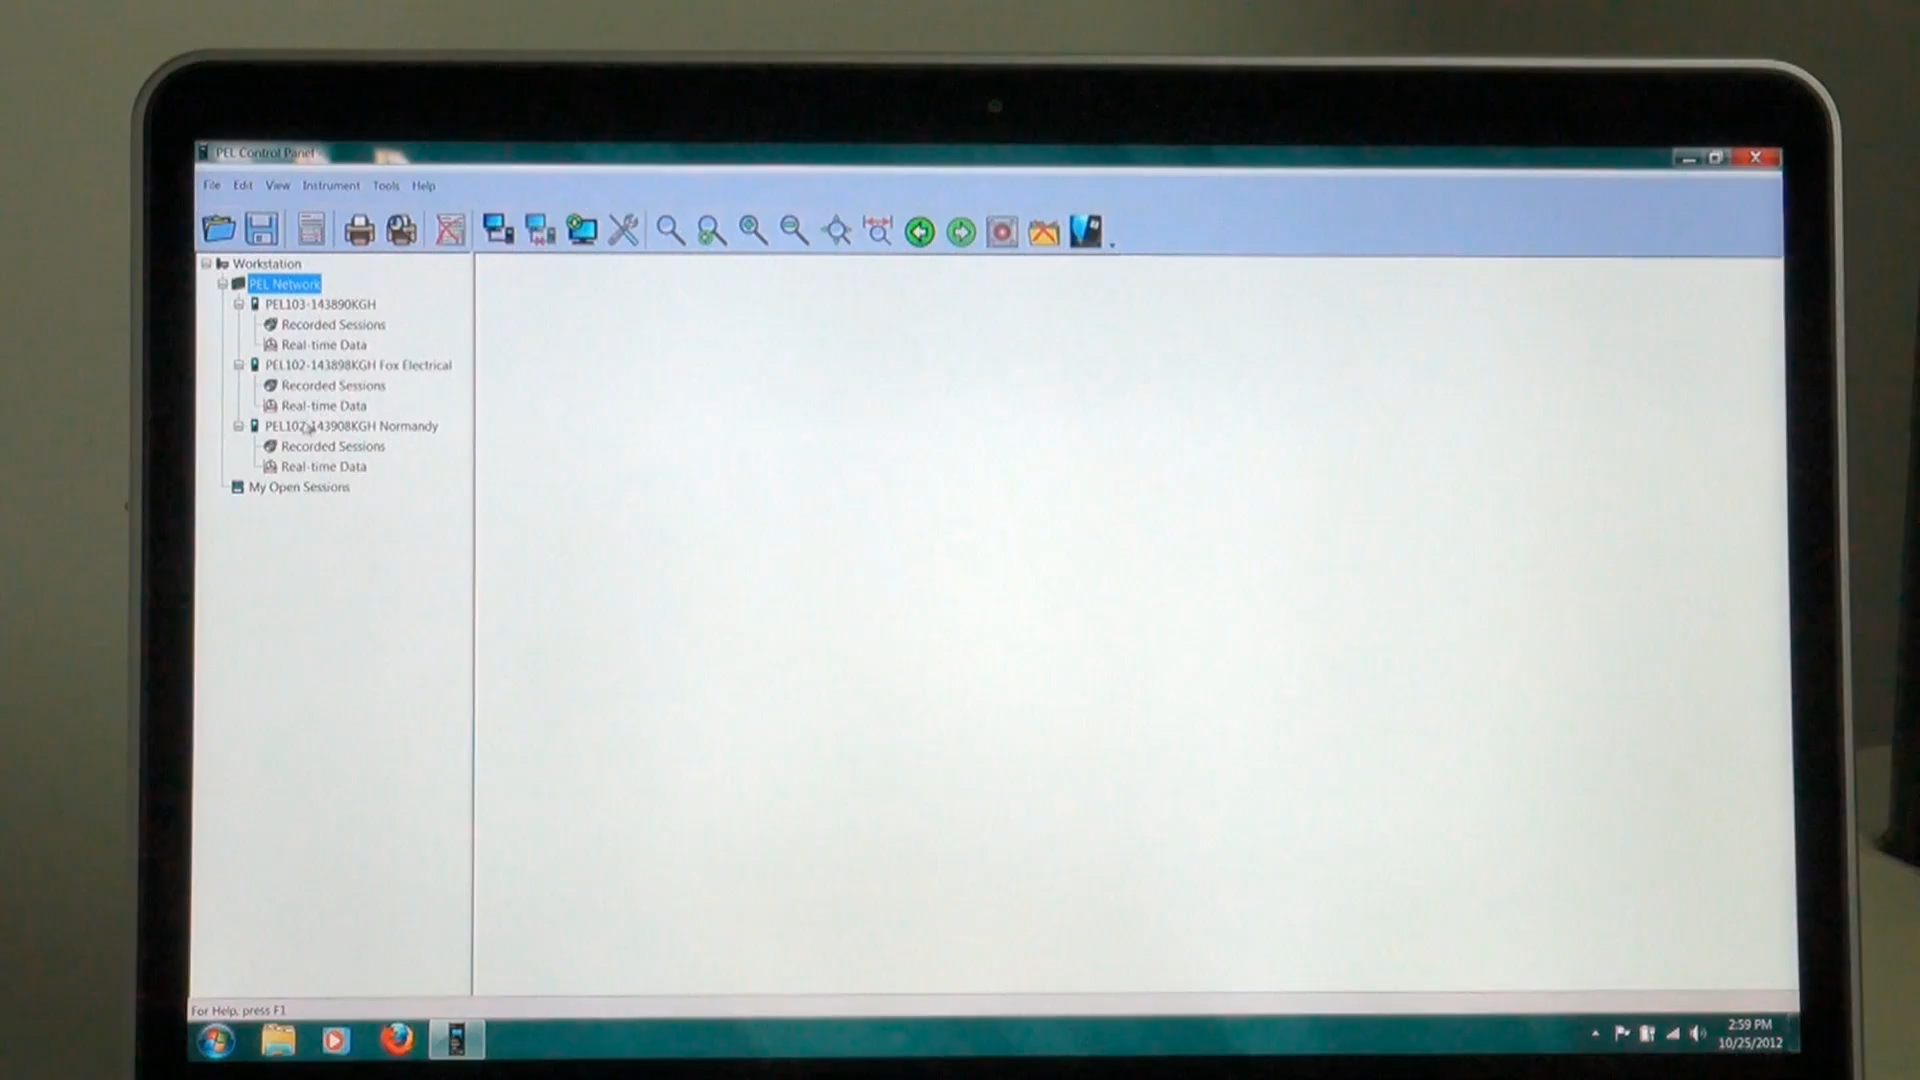 PEL Control Panel
File Edit View Instrument Tools Help
Workstation
PEL Network
PEL103-143890KGH
Recorded Sessions
Real-time Data
PEL102-143898KGH Fox Electrical
Recorded Sessions
Real-time Data
PEL102-143908KGH Normandy
Recorded Sessions
Real-time Data
My Open Sessions
For Help, press F1
2:59 PM
10/25/2012